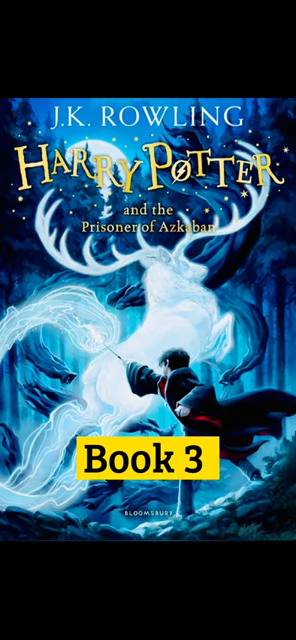 J.K. ROWLING
HARRY POTTER
and the
Prisoner of Azkaban
Book 3
BLOOMSBURY